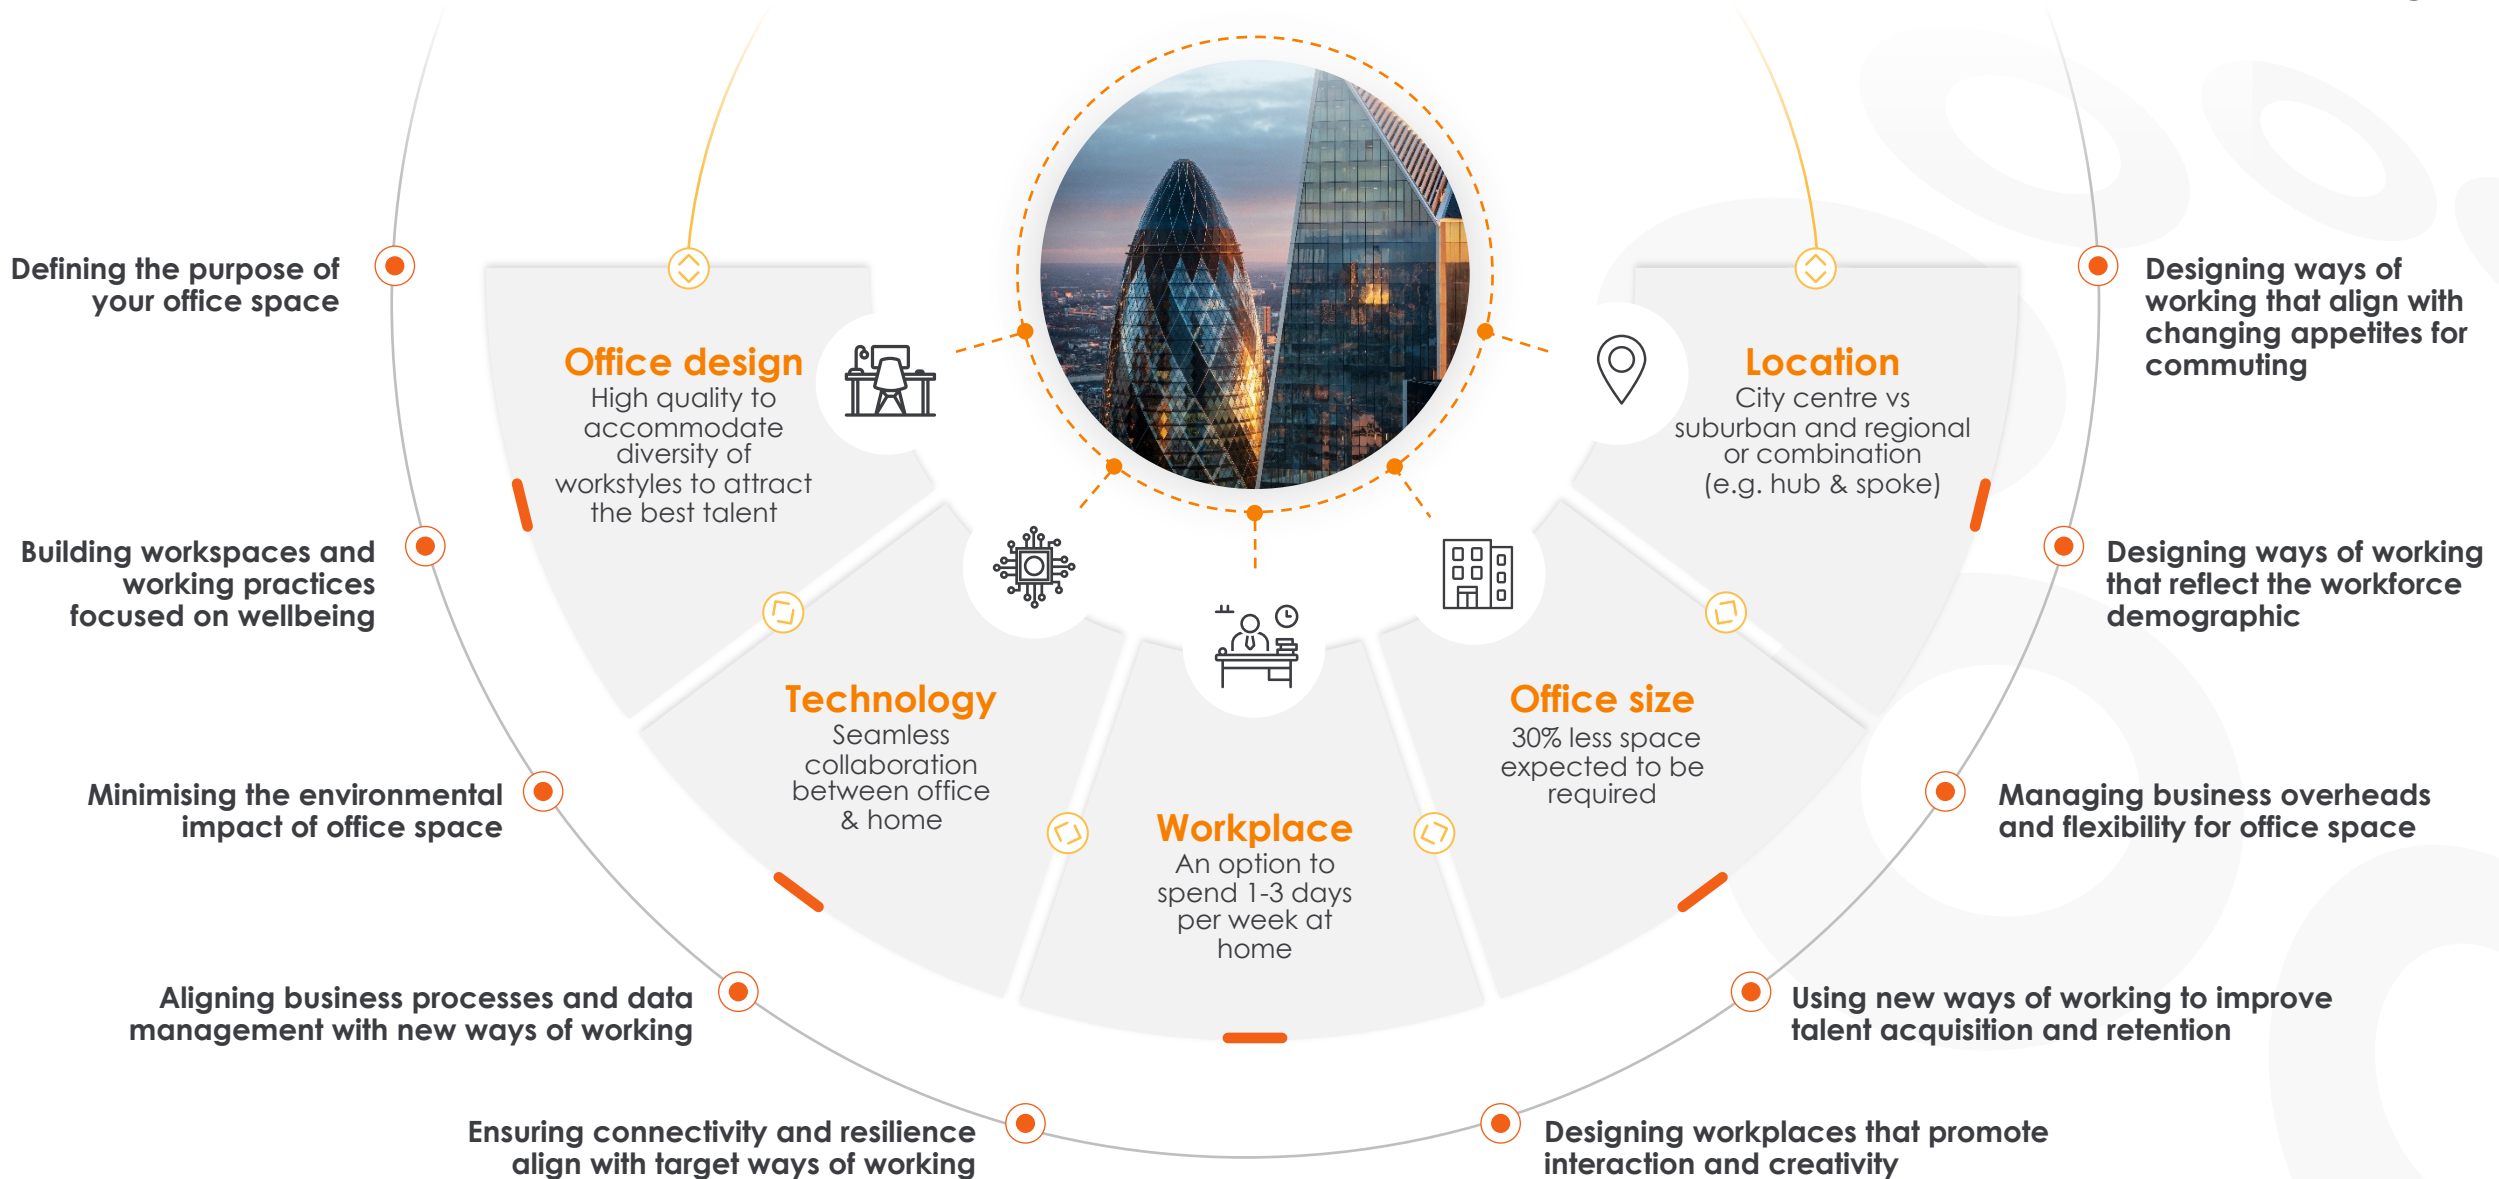 Defining the purpose of
your office space
Building workspaces and
working practices
focused on wellbeing
Minimising the environmental
impact of office space
Aligning business processes and data
management with new ways of working
Ensuring connectivity and resilience
align with target ways of working
Office design
High quality to
accommodate
diversity of
workstyles to attract
the best talent
Technology
Seamless
collaboration
between office
& home
Workplace
An option to
spend 1-3 days
per week at
home
Office size
30% less space
expected to be
required
Location
City centre vs
suburban and regional
or combination
(e.g. hub & spoke)
Designing ways of
working that align with
changing appetites for
commuting
Designing ways of working
that reflect the workforce
demographic
Managing business overheads
and flexibility for office space
Using new ways of working to improve
talent acquisition and retention
Designing workplaces that promote
interaction and creativity